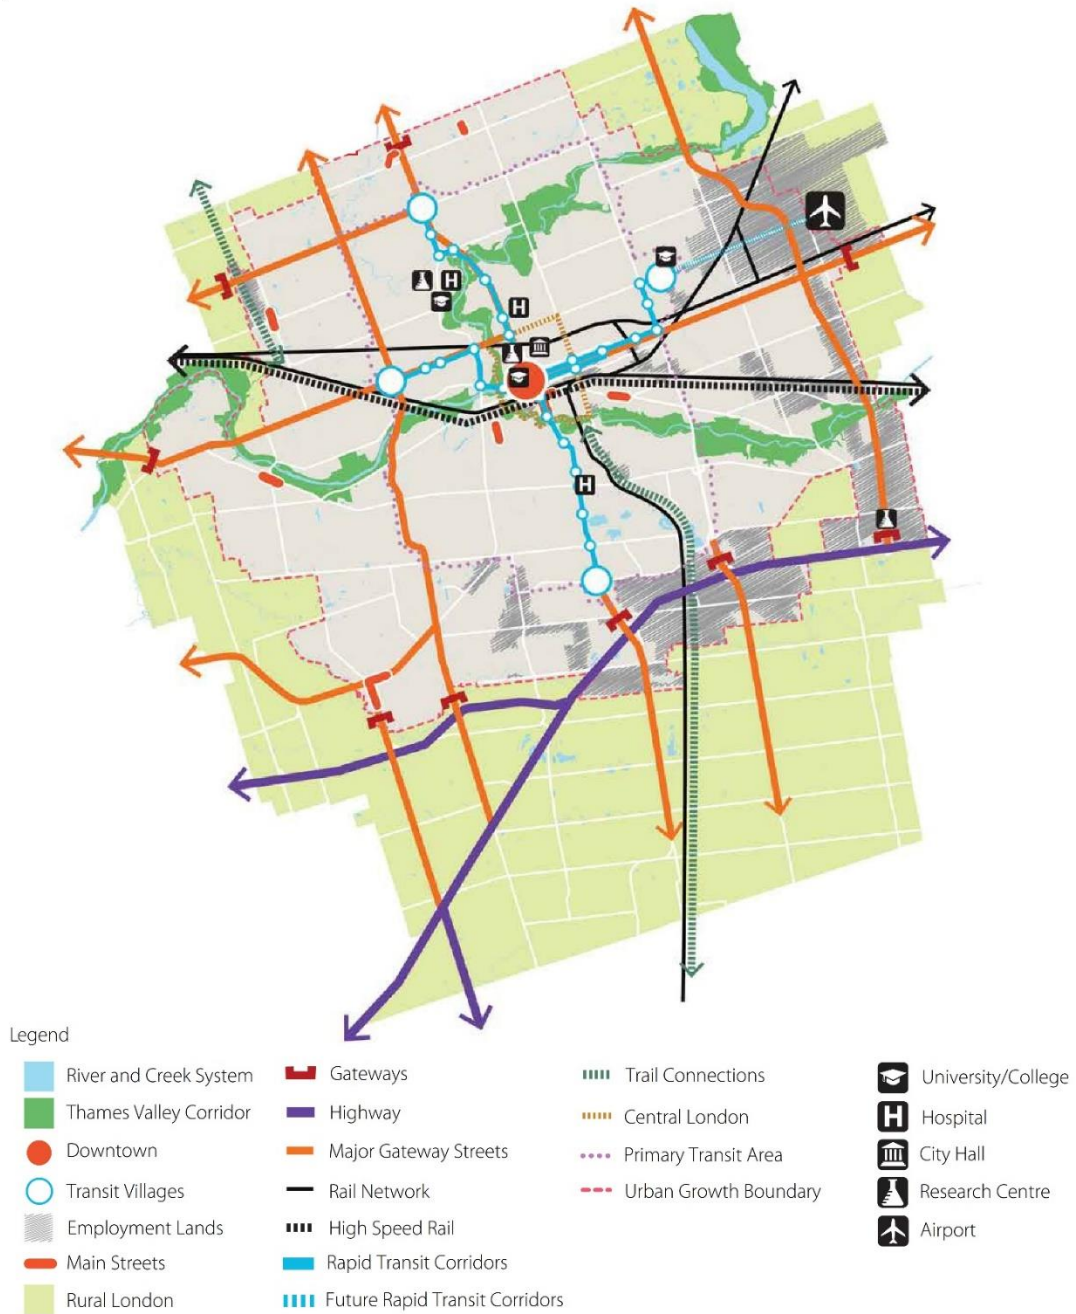 H
H
H
Legend
River and Creek System
Thames Valley Corridor
Downtown
Transit Villages
Employment Lands
Main Streets
Rural London
Gateways
Highway
Major Gateway Streets
Rail Network
High Speed Rail
Rapid Transit Corridors
Future Rapid Transit Corridors
Trail Connections
Central London
Primary Transit Area
Urban Growth Boundary
University/College
H Hospital
City Hall
Research Centre
Airport